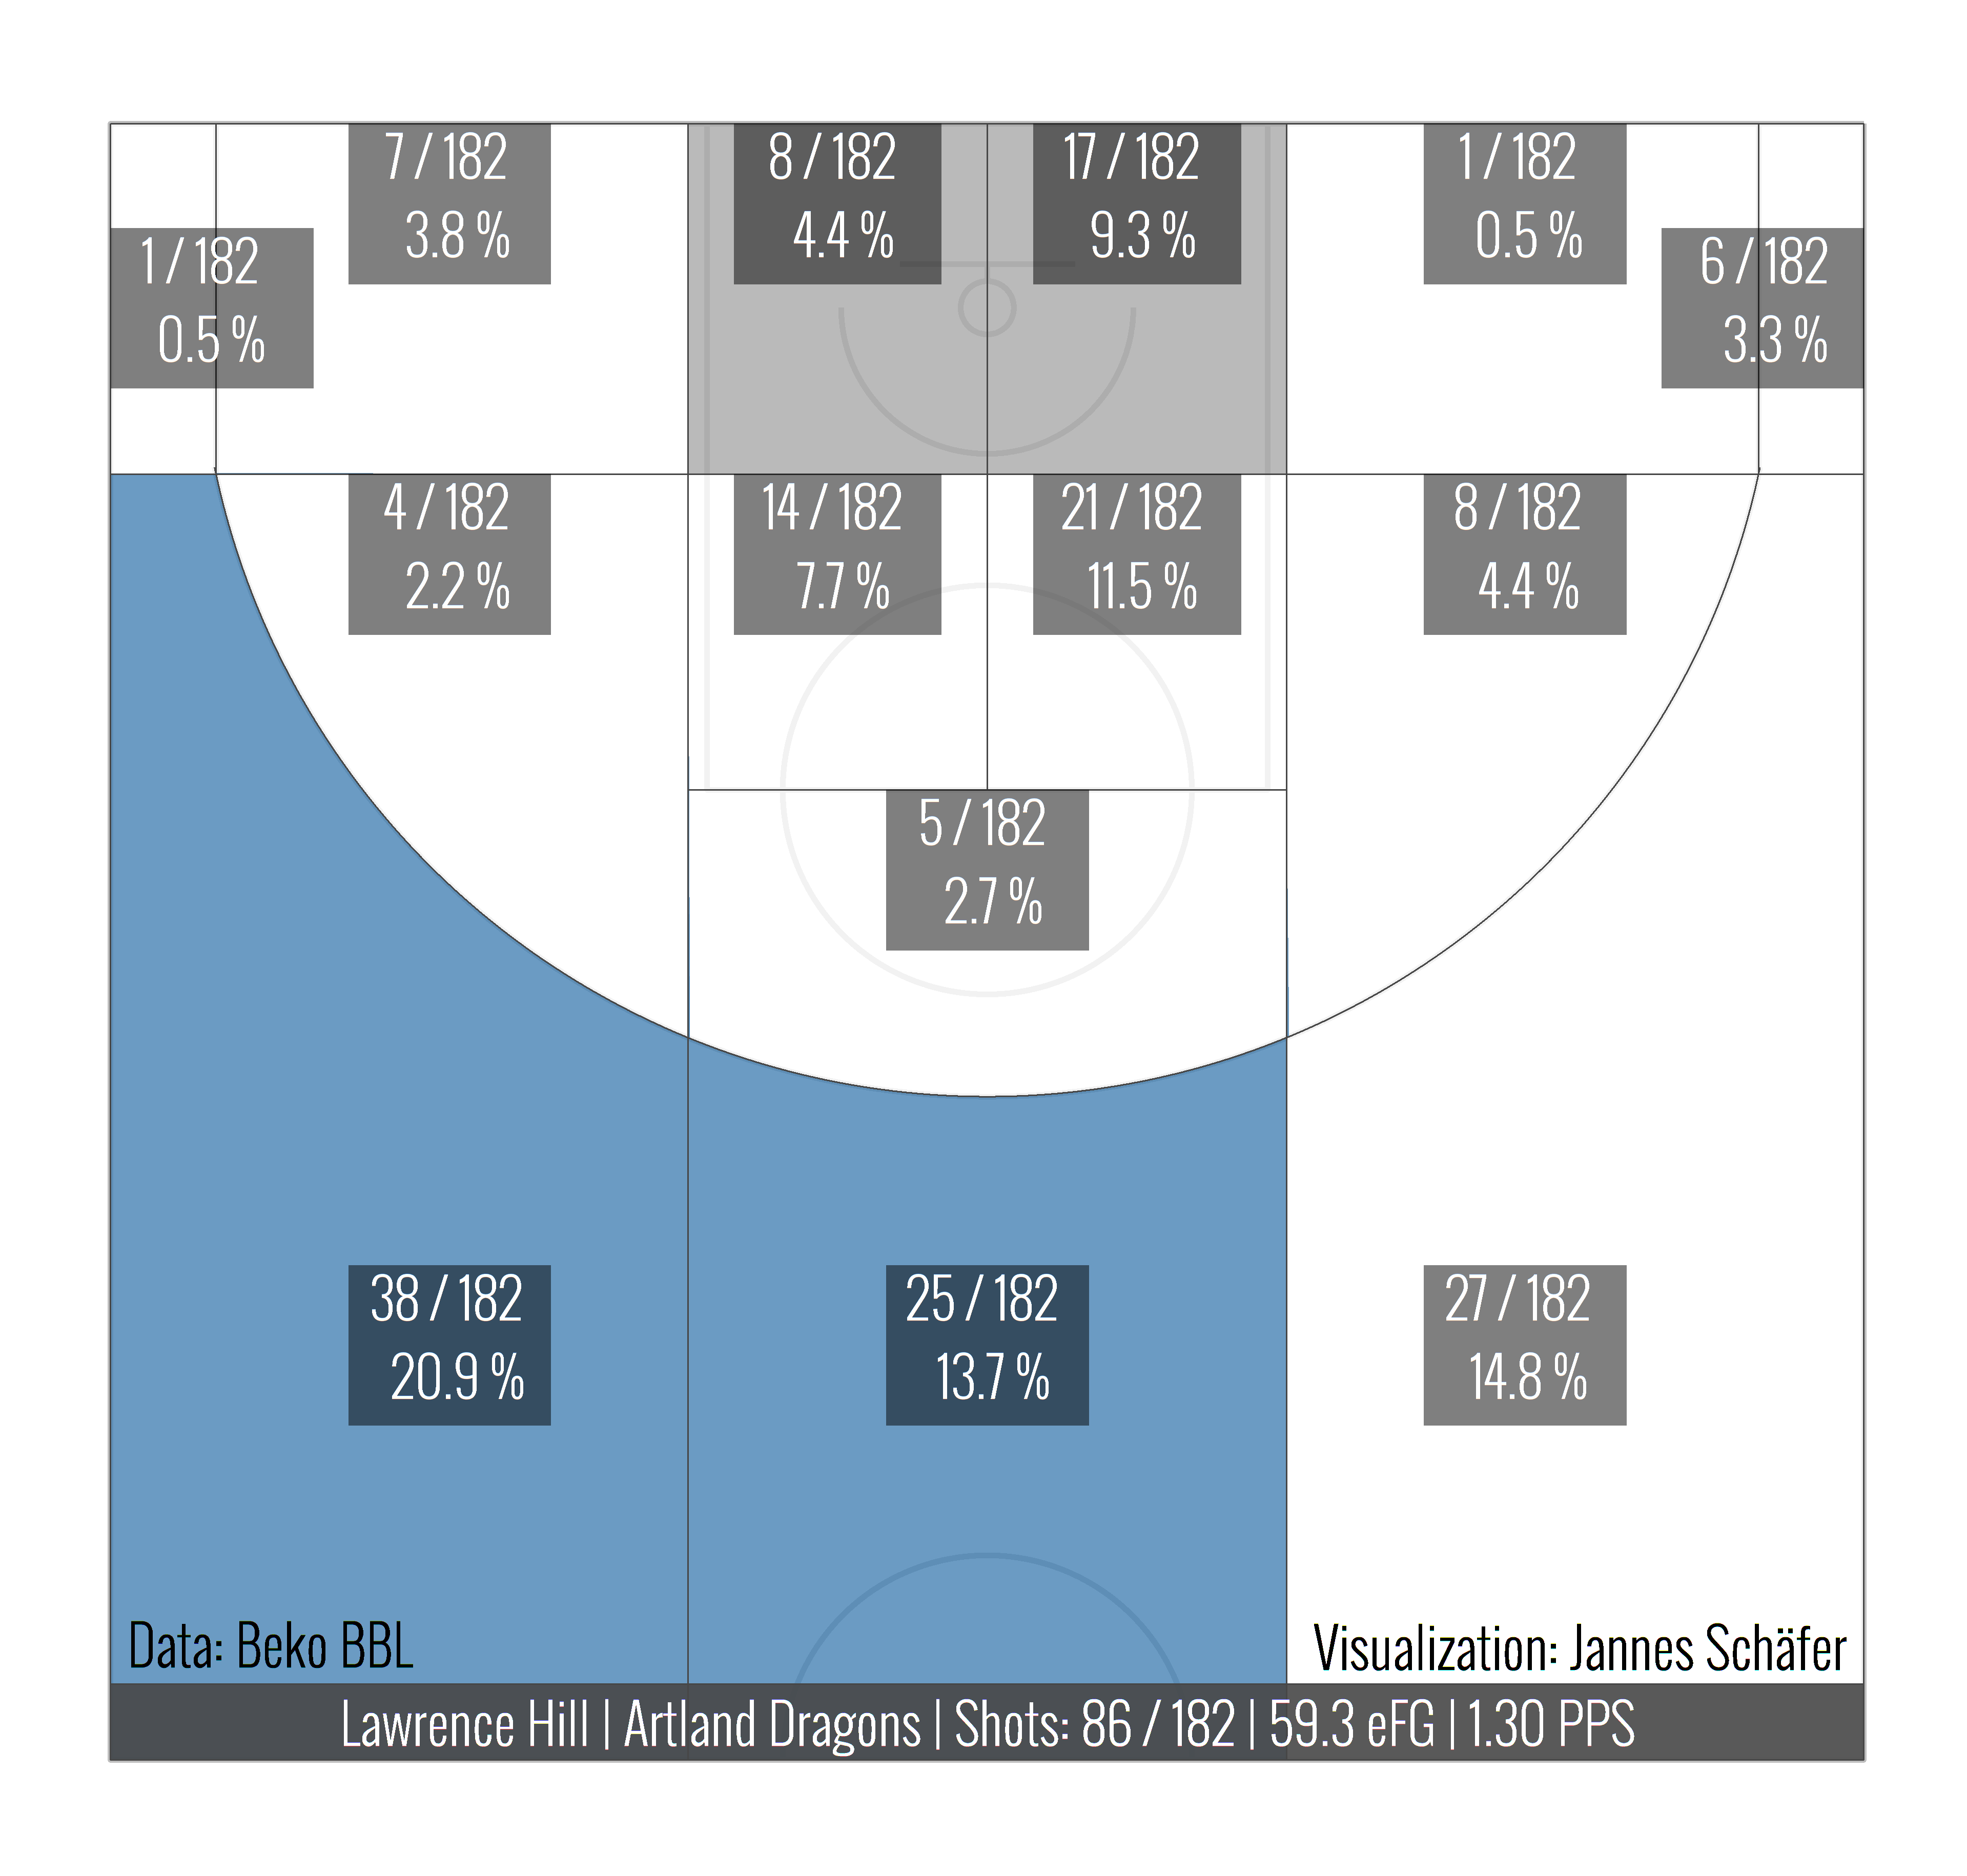 7 / 182
3.8 %
8 / 182
4.4 %
17 / 182
9.3 %
1 / 182
0.5 %
1 / 182
0.5 %
6 / 182
3.3 %
4 / 182
2.2 %
14 / 182
7.7 %
21 / 182
11.5 %
8 / 182
4.4 %
5 / 182
2.7 %
38 / 182
20.9 %
25 / 182
13.7 %
27 / 182
14.8 %
Data: Beko BBL
Visualization: Jannes Schäfer
Lawrence Hill | Artland Dragons | Shots: 86 / 182 | 59.3 eFG | 1.30 PPS